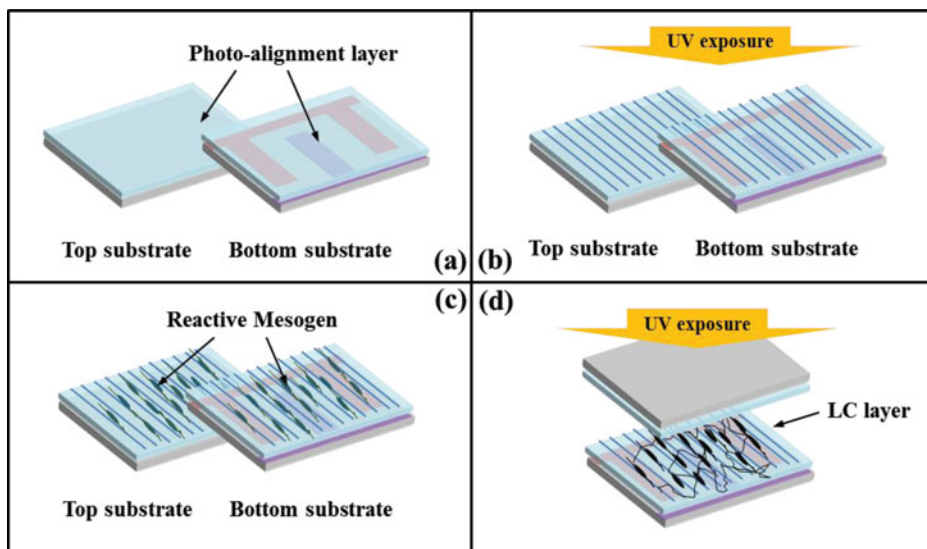 Photo-alignment layer
Top substrate
Bottom substrate
(a)
UV exposure
(b)
Top substrate
Bottom substrate
(c)
Reactive Mesogen
Top substrate
Bottom substrate
(d)
UV exposure
LC layer